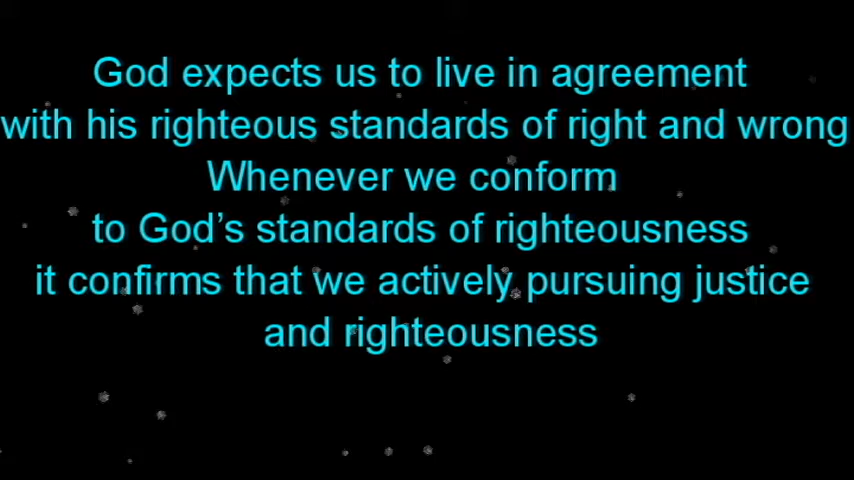 God expects us to live in agreement
with his righteous standards of right and wrong
Whenever we conform
to God’s standards of righteousness
it confirms that we actively pursuing justice
and righteousness